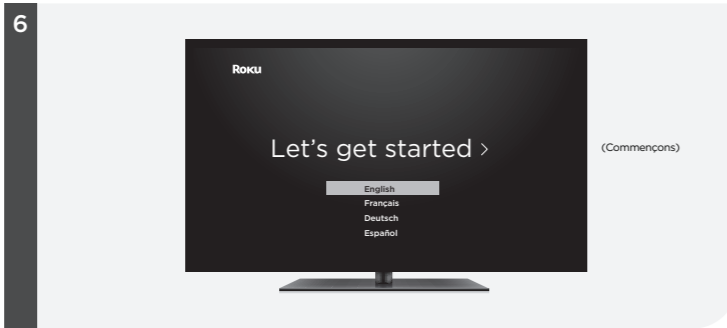 6
Roku
Let's get started >
(Commençons)
English
Français
Deutsch
Español